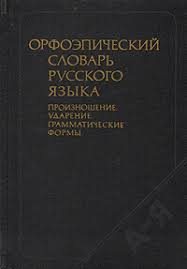 ОРФОЭПИЧЕСКИЙ
СЛОВАРЬ
РУССКОГО
ЯЗЫКА
ПРОИЗНОШЕНИЕ
УДАРЕНИЕ
ГРАММАТИЧЕСКИЕ
ФОРМЫ
А-Я